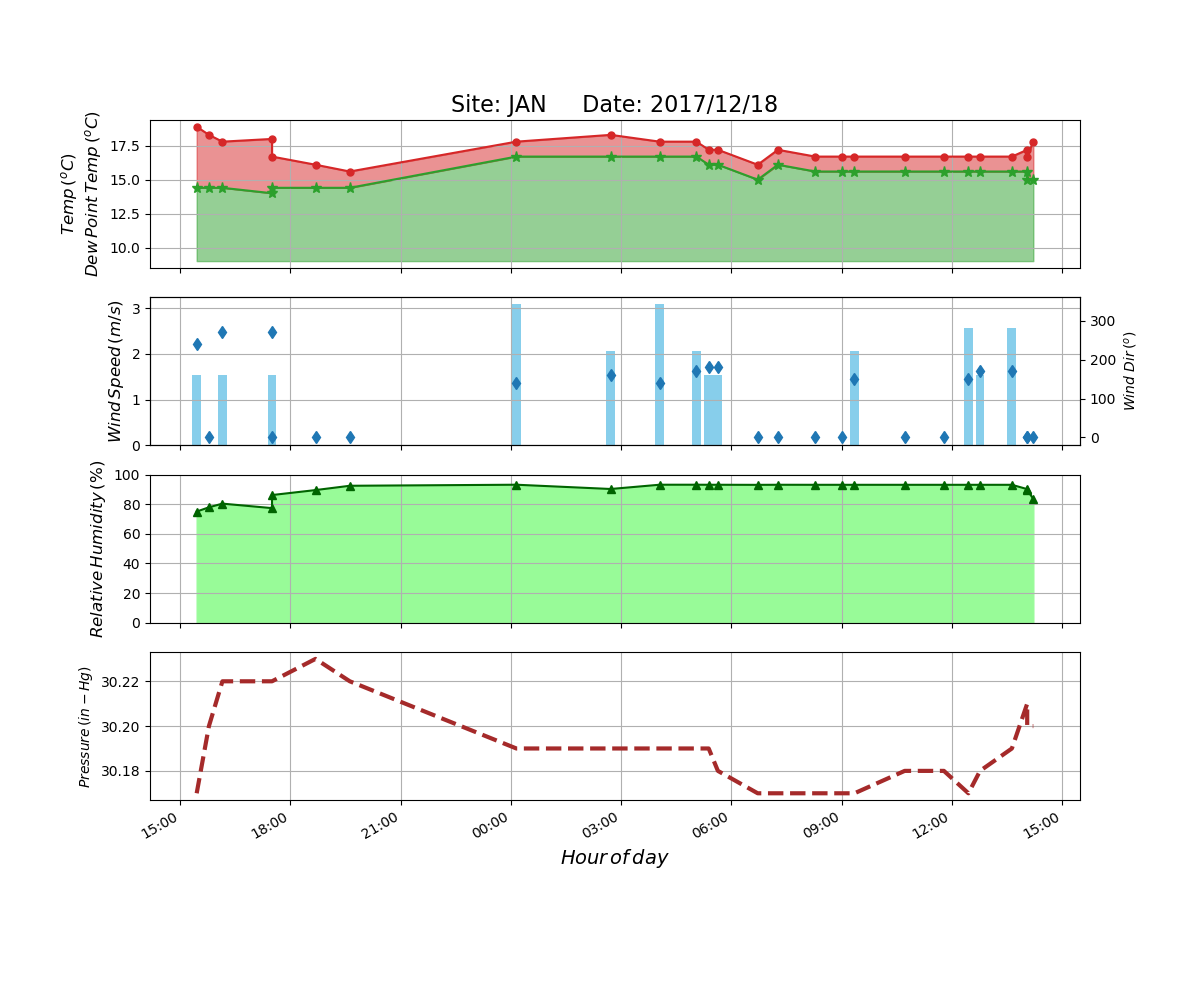 Site: JAN Date: 2017/12/18
Temp (°C)
Dew Point Temp (°C)
17.5
15.0
12.5
10.0
Wind Speed (m/s)
3
2
1
0
300
200
100
0
Wind Dir (°)
Relative Humidity (%)
100
80
60
40
20
0
Pressure (in − Hg)
30.22
30.20
30.18
15:00 18:00 21:00 00:00 03:00 06:00 09:00 12:00 15:00
Hour of day